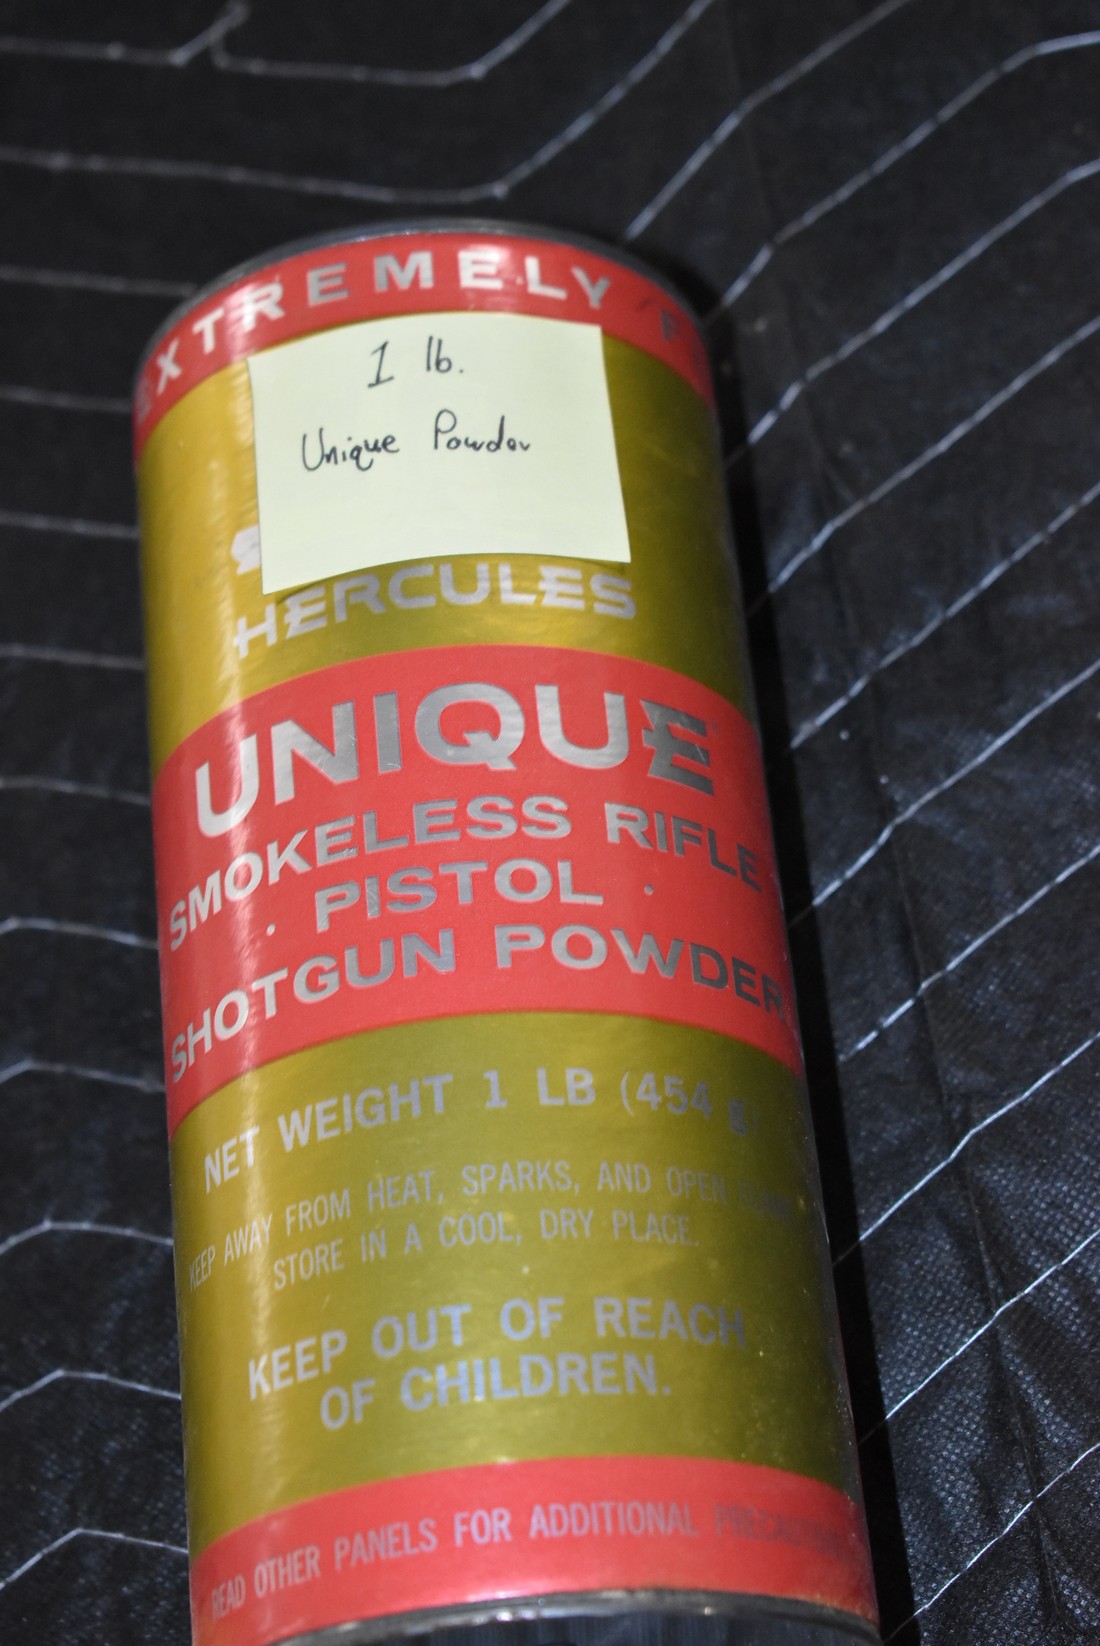 EXTREMELY
1 lb.
Unique Powder
HERCULES
UNIQUE
SMOKELESS RIFLE
· PISTOL ·
SHOTGUN POWDER
NET WEIGHT 1 LB (454 g)
KEEP AWAY FROM HEAT, SPARKS, AND OPEN
STORE IN A COOL, DRY PLACE.
KEEP OUT OF REACH
OF CHILDREN.
READ OTHER PANELS FOR ADDITIONAL PRECAUTIONS